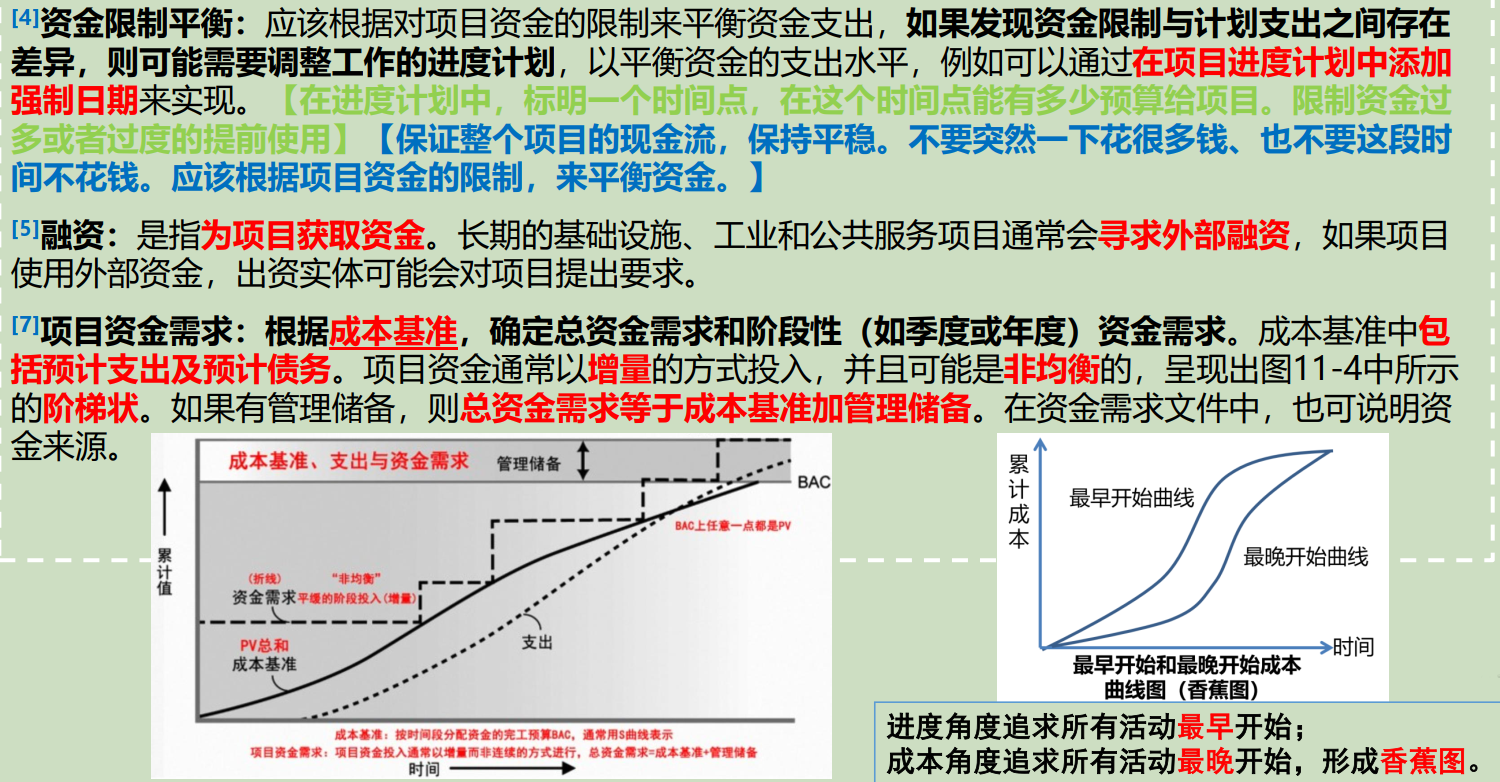 [4]资金限制平衡：应该根据对项目资金的限制来平衡资金支出，如果发现资金限制与计划支出之间存在
差异，则可能需要调整工作的进度计划，以平衡资金的支出水平，例如可以通过在项目进度计划中添加
强制日期来实现。【在进度计划中，标明一个时间点，在这个时间点能有多少预算给项目。限制资金过
多或者过度的提前使用】【保证整个项目的现金流，保持平稳。不要突然一下花很多钱、也不要这段时
间不花钱。应该根据项目资金的限制，来平衡资金。】
[5]融资：是指为项目获取资金。长期的基础设施、工业和公共服务项目通常会寻求外部融资，如果项目
使用外部资金，出资实体可能会对项目提出要求。
[7]项目资金需求：根据成本基准，确定总资金需求和阶段性（如季度或年度）资金需求。成本基准中包
括预计支出及预计债务。项目资金通常以增量的方式投入，并且可能是非均衡的，呈现出图11-4中所示
的阶梯状。如果有管理储备，则总资金需求等于成本基准加管理储备。在资金需求文件中，也可说明资
金来源。
成本基准、支出与资金需求
管理储备
BAC
BAC上任意一点都是PV
累计值
(折线) “非均衡”
资金需求平缓的阶段投入(增量)
PV总和
成本基准
支出
成本基准：按时间段分配资金的完工预算BAC，通常用S曲线表示
项目资金需求：项目资金投入通常以增量而非连续的方式进行，总资金需求=成本基准+管理储备
时间
累计成本
最早开始曲线
最晚开始曲线
时间
最早开始和最晚开始成本
曲线图（香蕉图）
进度角度追求所有活动最早开始；
成本角度追求所有活动最晚开始，形成香蕉图。